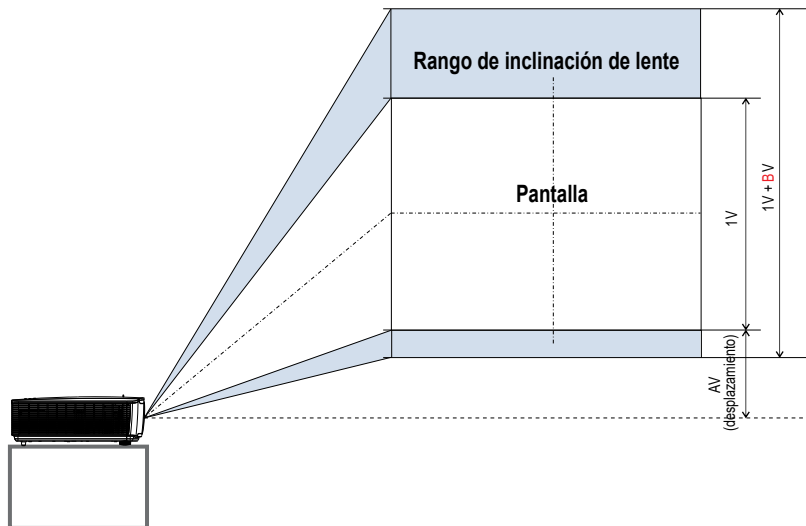 Rango de inclinación de lente
Pantalla
1V
1V + BV
AV
(desplazamiento)